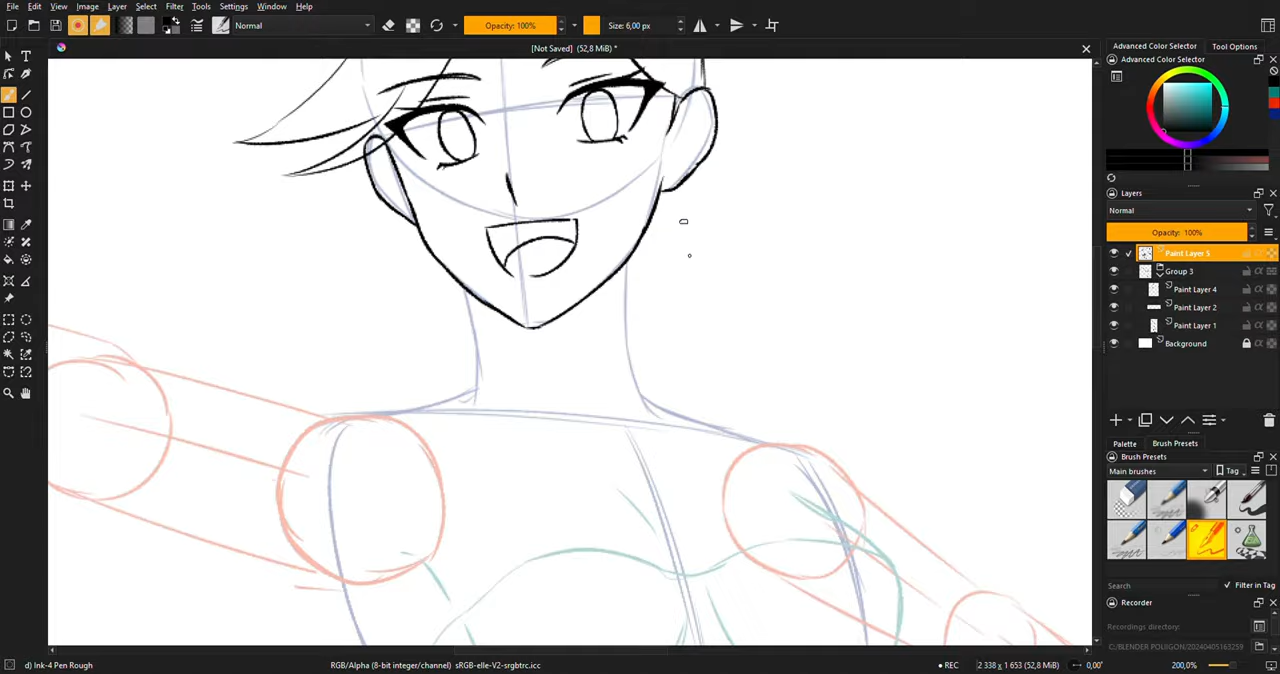 File Edit View Image Layer Select Filter Tools Settings Window Help
Normal Opacity: 100% Size: 6,00 px
[Not Saved] (52,8 MiB) *
Advanced Color Selector Tool Options
Advanced Color Selector
Layers
Normal
Opacity: 100%
Paint Layer 5
Group 3
Paint Layer 4
Paint Layer 2
Paint Layer 1
Background
Palette Brush Presets
Brush Presets
Main brushes Tag
Search Filter in Tag
Recorder
Recordings directory:
d) Ink-4 Pen Rough RGB/Alpha (8-bit integer/channel) sRGB-elle-V2-srgbtrc.icc REC 2 338 x 1 653 (52,8 MiB) 0,00° 200,0%